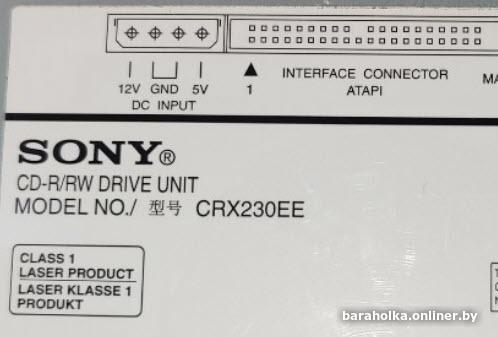 12V GND 5V
DC INPUT
1
INTERFACE CONNECTOR
ATAPI
MA
SONY®
CD-R/RW DRIVE UNIT
MODEL NO./ 型号 CRX230EE
CLASS 1
LASER PRODUCT
LASER KLASSE 1
PRODUKT
baraholka.onliner.by